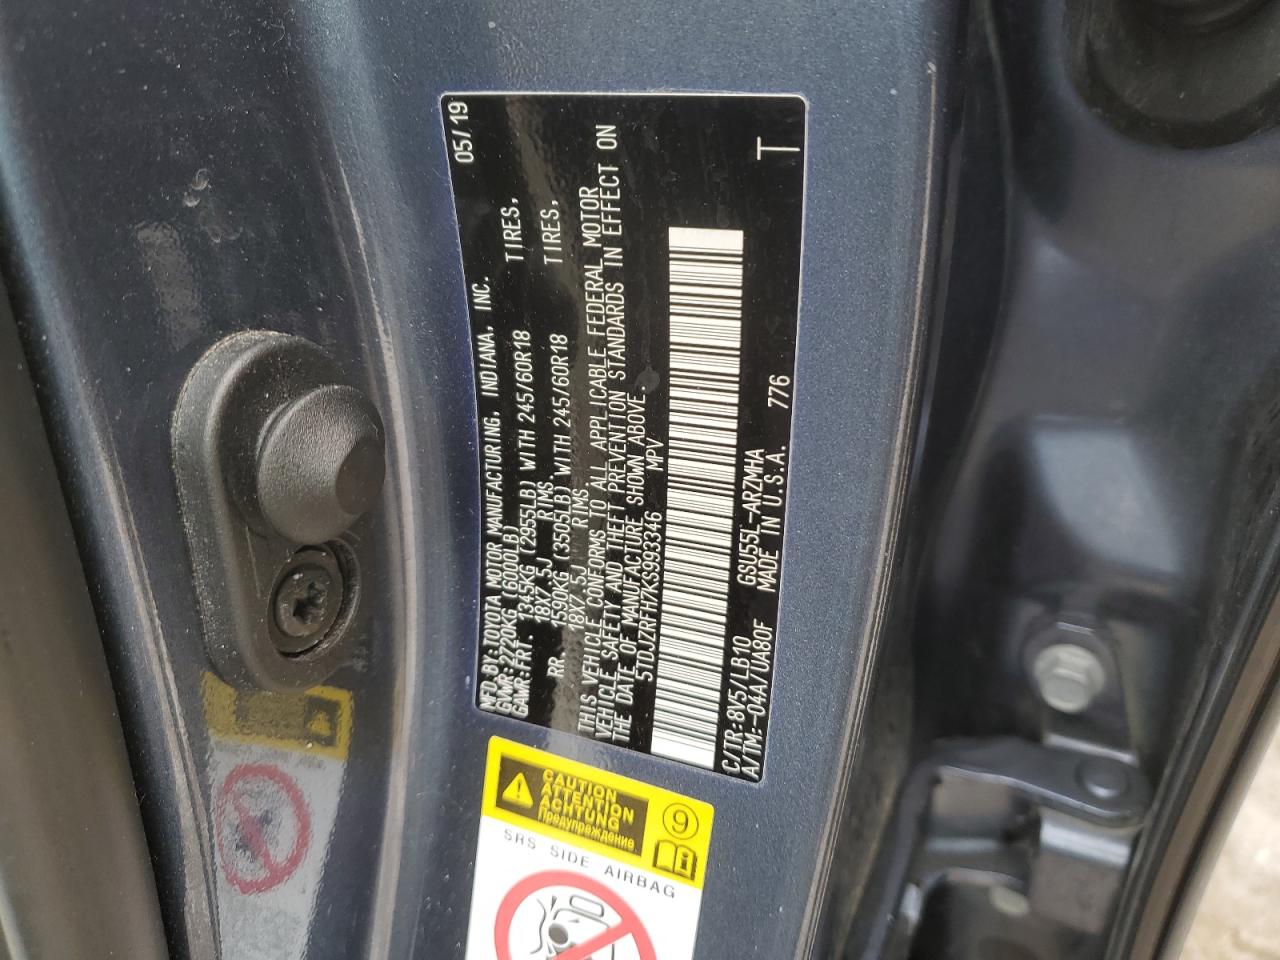 MFD.BY:TOYOTA MOTOR MANUFACTURING, INDIANA, INC. 05/19
GVWR:2720KG (6000LB)
GAWR:FRT. 1345KG (2955LB) WITH 245/60R18 TIRES,
18X7.5J RIMS
RR. 1590KG (3505LB) WITH 245/60R18 TIRES,
18X7.5J RIMS
THIS VEHICLE CONFORMS TO ALL APPLICABLE FEDERAL MOTOR
VEHICLE SAFETY AND THEFT PREVENTION STANDARDS IN EFFECT ON
THE DATE OF MANUFACTURE SHOWN ABOVE.
5TDJZRFH7KS993346 MPV
C/TR:8V5/LB10 GSU55L-ARZMHA
A/TM:-04A/UA80F MADE IN U.S.A. 776 T
CAUTION
ATTENTION
ACHTUNG
Предупреждение
9
SRS SIDE AIRBAG